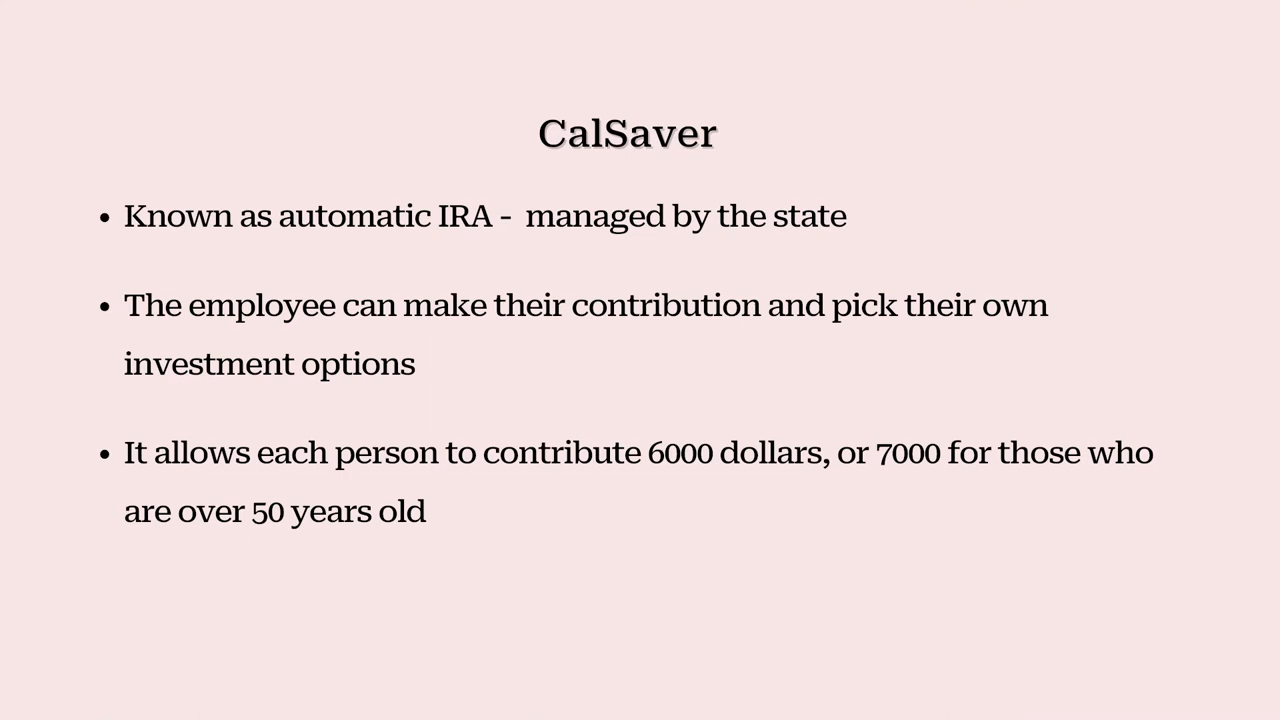 CalSaver
• Known as automatic IRA -  managed by the state
• The employee can make their contribution and pick their own
investment options
• It allows each person to contribute 6000 dollars, or 7000 for those who
are over 50 years old